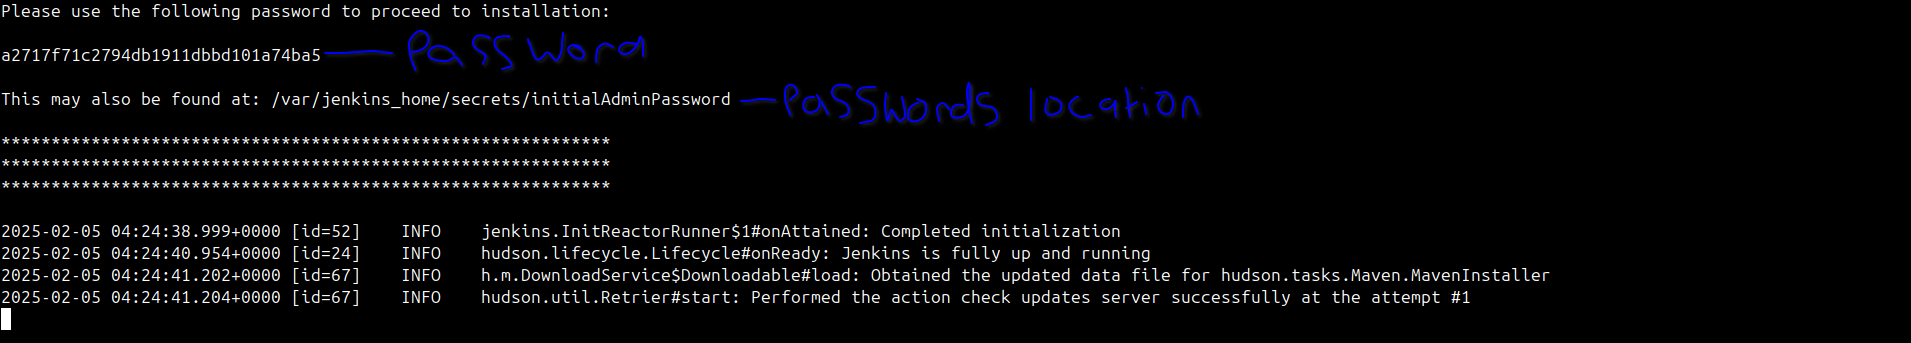 Please use the following password to proceed to installation:
a2717f71c2794db1911dbbd101a74ba5 Password
This may also be found at: /var/jenkins_home/secrets/initialAdminPassword Passwords location
*************************************************************
*************************************************************
*************************************************************
2025-02-05 04:24:38.999+0000 [id=52] INFO jenkins.InitReactorRunner$1#onAttained: Completed initialization
2025-02-05 04:24:40.954+0000 [id=24] INFO hudson.lifecycle.Lifecycle#onReady: Jenkins is fully up and running
2025-02-05 04:24:41.202+0000 [id=67] INFO h.m.DownloadService$Downloadable#load: Obtained the updated data file for hudson.tasks.Maven.MavenInstaller
2025-02-05 04:24:41.204+0000 [id=67] INFO hudson.util.Retrier#start: Performed the action check updates server successfully at the attempt #1